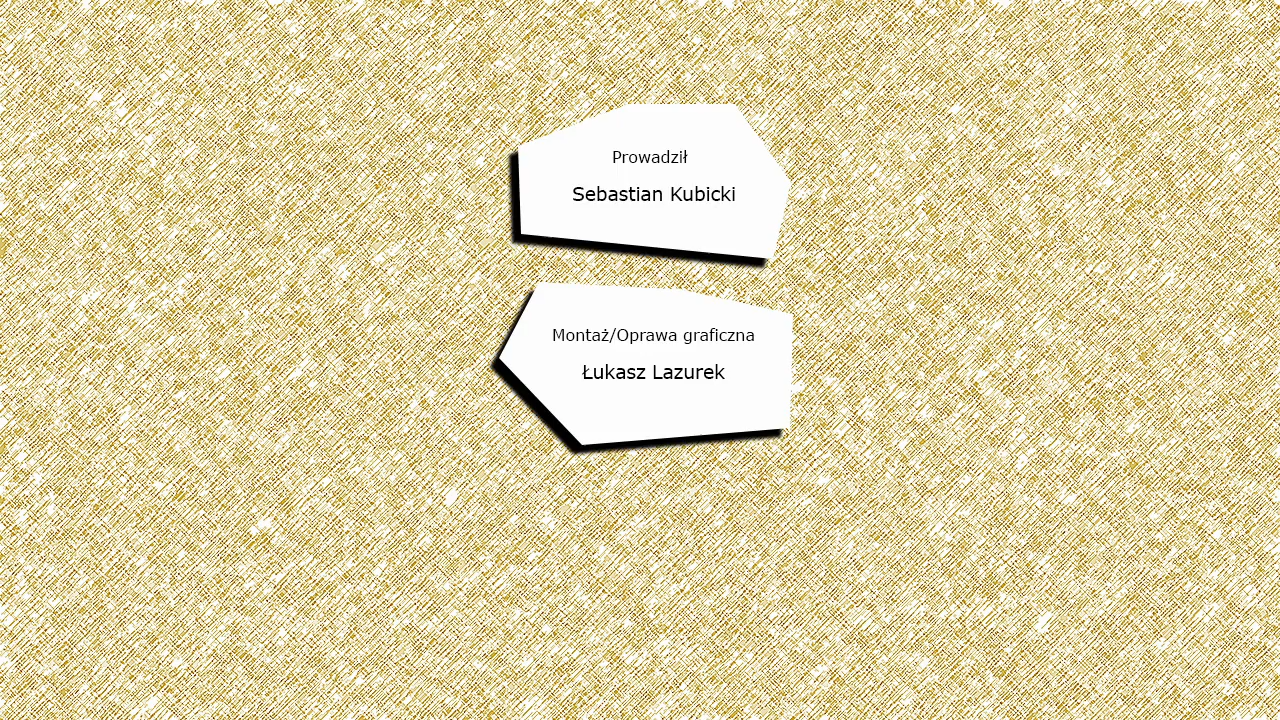 Prowadził
Sebastian Kubicki
Montaż/Oprawa graficzna
Łukasz Lazurek